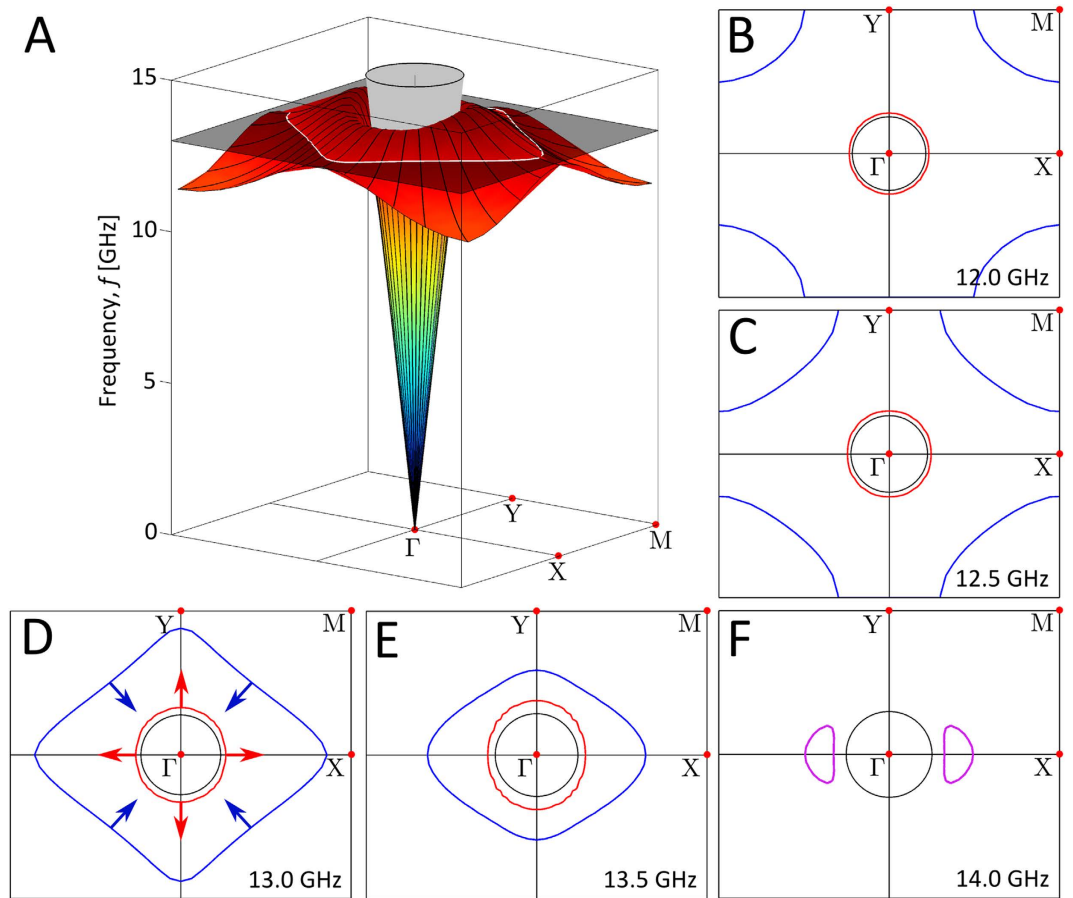 A
15
10
5
0
Frequency, f [GHz]
Γ
Y
X
M
B
Y
M
Γ
X
12.0 GHz
C
Y
M
Γ
X
12.5 GHz
D
Y
M
Γ
X
13.0 GHz
E
Y
M
Γ
X
13.5 GHz
F
Y
M
Γ
X
14.0 GHz